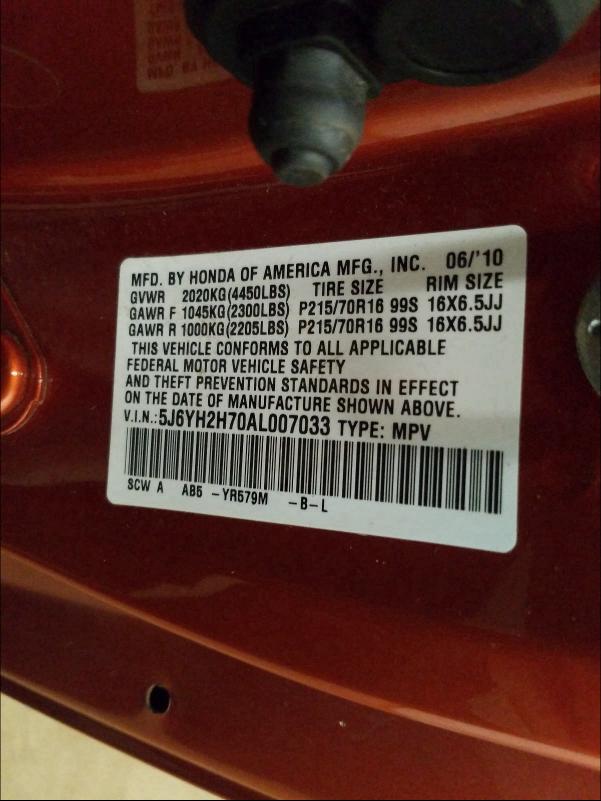 MFD. BY HONDA OF AMERICA MFG., INC. 06/'10
GVWR 2020KG(4450LBS) TIRE SIZE RIM SIZE
GAWR F 1045KG(2300LBS) P215/70R16 99S 16X6.5JJ
GAWR R 1000KG(2205LBS) P215/70R16 99S 16X6.5JJ
THIS VEHICLE CONFORMS TO ALL APPLICABLE
FEDERAL MOTOR VEHICLE SAFETY
AND THEFT PREVENTION STANDARDS IN EFFECT
ON THE DATE OF MANUFACTURE SHOWN ABOVE.
V.I.N.:5J6YH2H70AL007033 TYPE: MPV
SCW A AB5 -YR579M -B-L